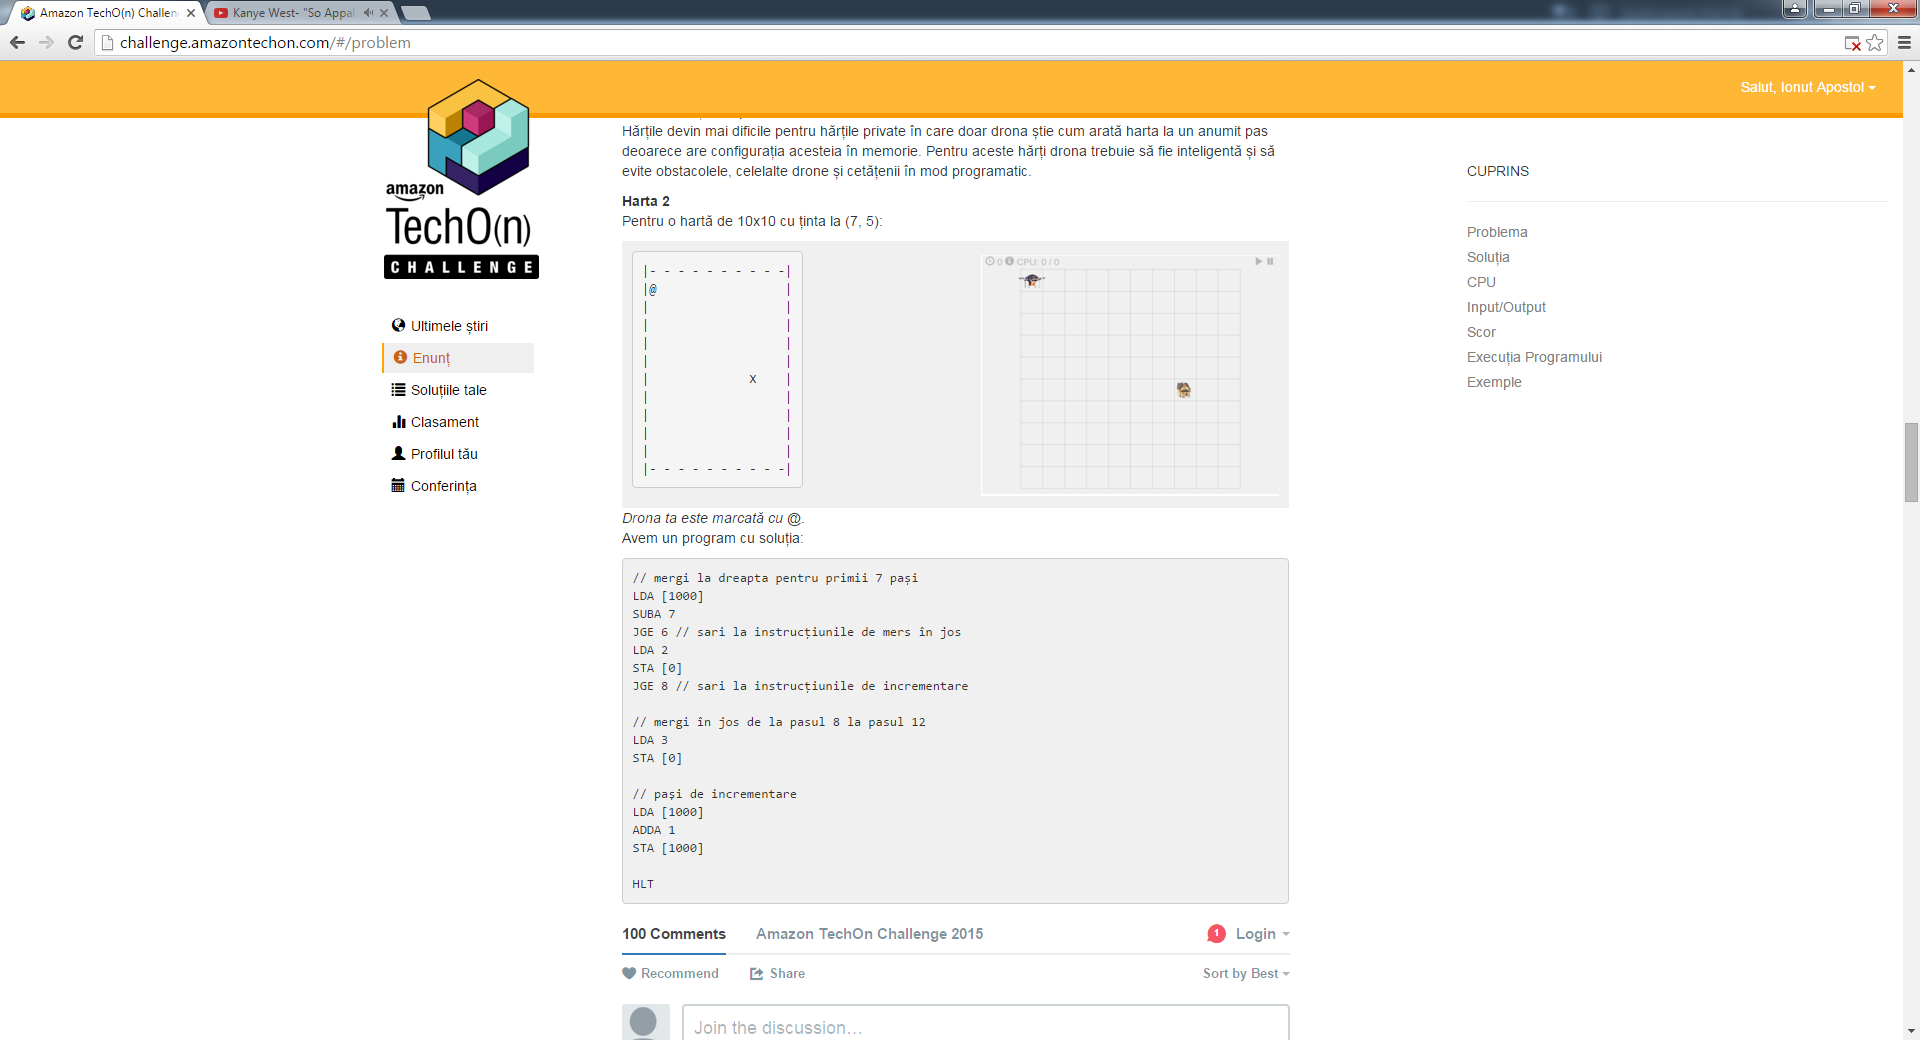 Amazon TechO(n) Challen
Kanye West- "So Appal
challenge.amazontechon.com/#/problem
Salut, Ionut Apostol
amazon
TechO(n)
CHALLENGE
Ultimele știri
Enunț
Soluțiile tale
Clasament
Profilul tău
Conferința
Hărțile devin mai dificile pentru hărțile private în care doar drona știe cum arată harta la un anumit pas
deoarece are configurația acesteia în memorie. Pentru aceste hărți drona trebuie să fie inteligentă și să
evite obstacolele, celelalte drone și cetățenii în mod programatic.
Harta 2
Pentru o hartă de 10x10 cu ținta la (7, 5):
|- - - - - - - - - -|
|@                  |
|                   |
|                   |
|                   |
|                   |
|              X    |
|                   |
|                   |
|                   |
|                   |
|- - - - - - - - - -|
0 CPU: 0 / 0
Drona ta este marcată cu @.
Avem un program cu soluția:
// mergi la dreapta pentru primii 7 pași
LDA [1000]
SUBA 7
JGE 6 // sari la instrucțiunile de mers în jos
LDA 2
STA [0]
JGE 8 // sari la instrucțiunile de incrementare
// mergi în jos de la pasul 8 la pasul 12
LDA 3
STA [0]
// pași de incrementare
LDA [1000]
ADDA 1
STA [1000]
HLT
100 Comments
Amazon TechOn Challenge 2015
1
Login
Recommend
Share
Sort by Best
Join the discussion...
CUPRINS
Problema
Soluția
CPU
Input/Output
Scor
Execuția Programului
Exemple